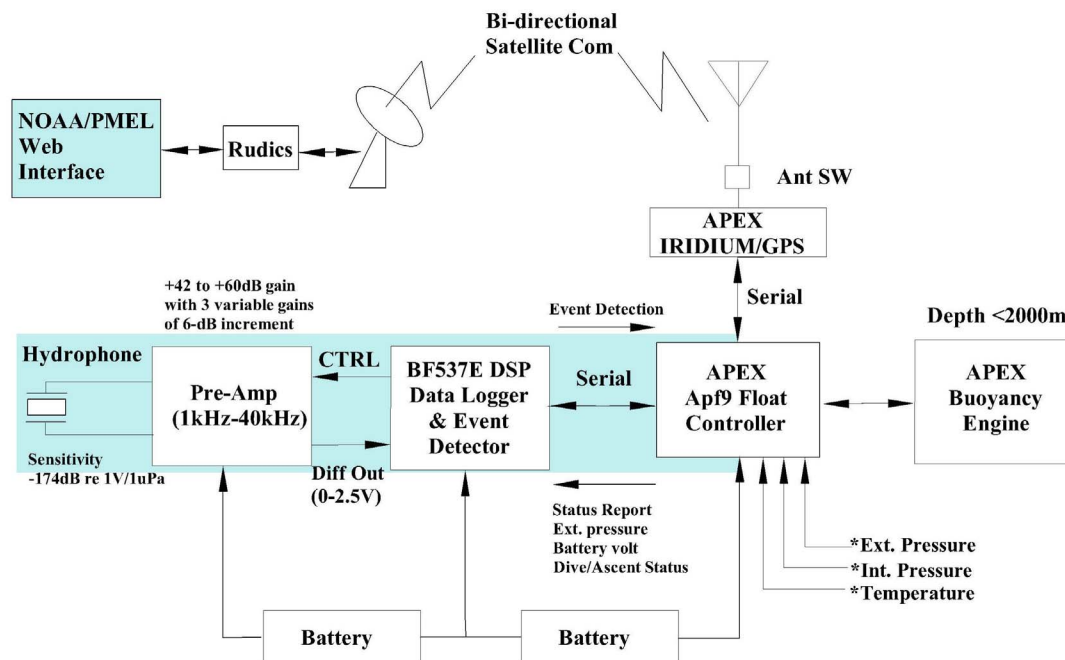 Bi-directional
Satellite Com
NOAA/PMEL
Web
Interface
Rudics
Ant SW
APEX
IRIDIUM/GPS
+42 to +60dB gain
with 3 variable gains
of 6-dB increment
Event Detection
Serial
Depth <2000m
Hydrophone
Pre-Amp
(1kHz-40kHz)
CTRL
BF537E DSP
Data Logger
& Event
Detector
Serial
APEX
Apf9 Float
Controller
APEX
Buoyancy
Engine
Sensitivity
-174dB re 1V/1uPa
Diff Out
(0-2.5V)
Status Report
Ext. pressure
Battery volt
Dive/Ascent Status
*Ext. Pressure
*Int. Pressure
*Temperature
Battery
Battery